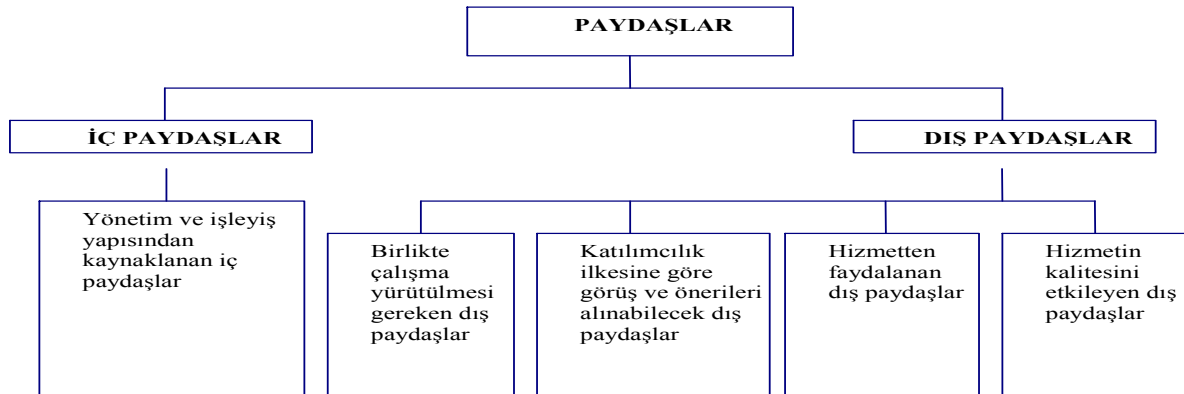 PAYDAŞLAR
İÇ PAYDAŞLAR
DIŞ PAYDAŞLAR
Yönetim ve işleyiş
yapısından
kaynaklanan iç
paydaşlar
Birlikte
çalışma
yürütülmesi
gereken dış
paydaşlar
Katılımcılık
ilkesine göre
görüş ve önerileri
alınabilecek dış
paydaşlar
Hizmetten
faydalanan
dış paydaşlar
Hizmetin
kalitesini
etkileyen dış
paydaşlar